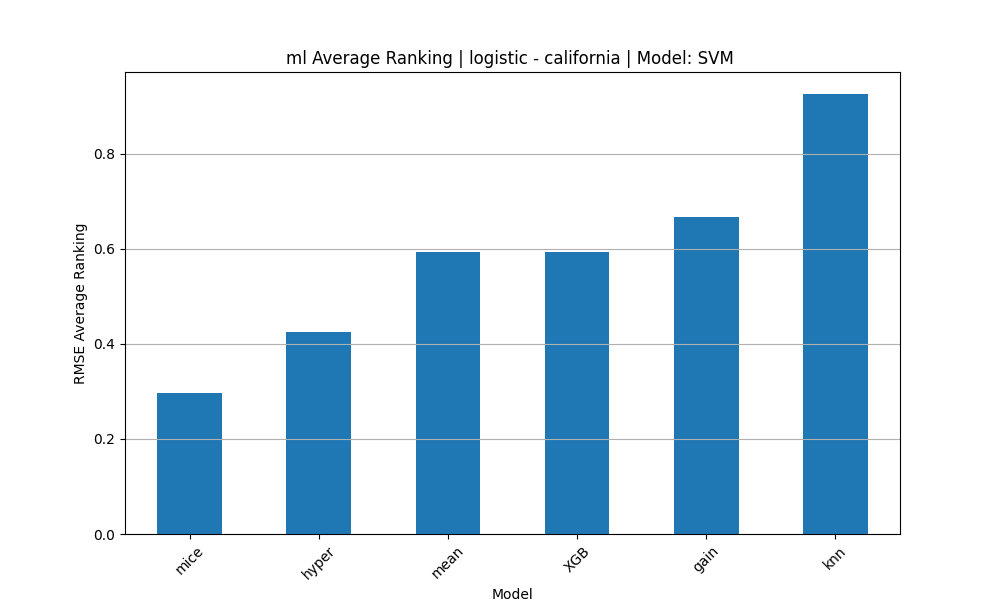 ml Average Ranking | logistic - california | Model: SVM
RMSE Average Ranking
0.8
0.6
0.4
0.2
0.0
mice
hyper
mean
XGB
gain
knn
Model